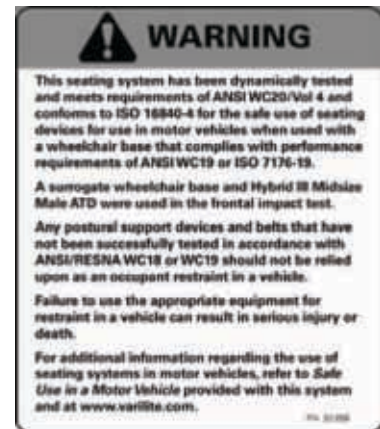 WARNING
This seating system has been dynamically tested
and meets requirements of ANSI WC20/Vol 4 and
conforms to ISO 16840-4 for the safe use of seating
devices for use in motor vehicles when used with
a wheelchair base that complies with performance
requirements of ANSI WC19 or ISO 7176-19.
A surrogate wheelchair base and Hybrid III Midsize
Male ATD were used in the frontal impact test.
Any postural support devices and belts that have
not been successfully tested in accordance with
ANSI/RESNA WC18 or WC19 should not be relied
upon as an occupant restraint in a vehicle.
Failure to use the appropriate equipment for
restraint in a vehicle can result in serious injury or
death.
For additional information regarding the use of
seating systems in motor vehicles, refer to Safe
Use in a Motor Vehicle provided with this system
and at www.varilite.com.